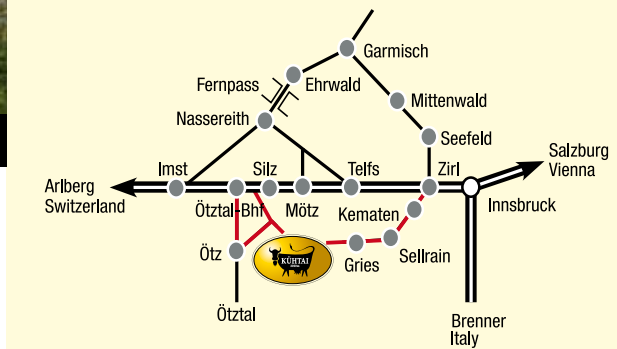 Garmisch
Fernpass
Ehrwald
Mittenwald
Nassereith
Seefeld
Salzburg
Vienna
Imst
Silz
Telfs
Zirl
Arlberg
Switzerland
Ötztal-Bhf
Mötz
Kematen
Innsbruck
Ötz
KÜHTAI
Gries
Sellrain
Ötztal
Brenner
Italy